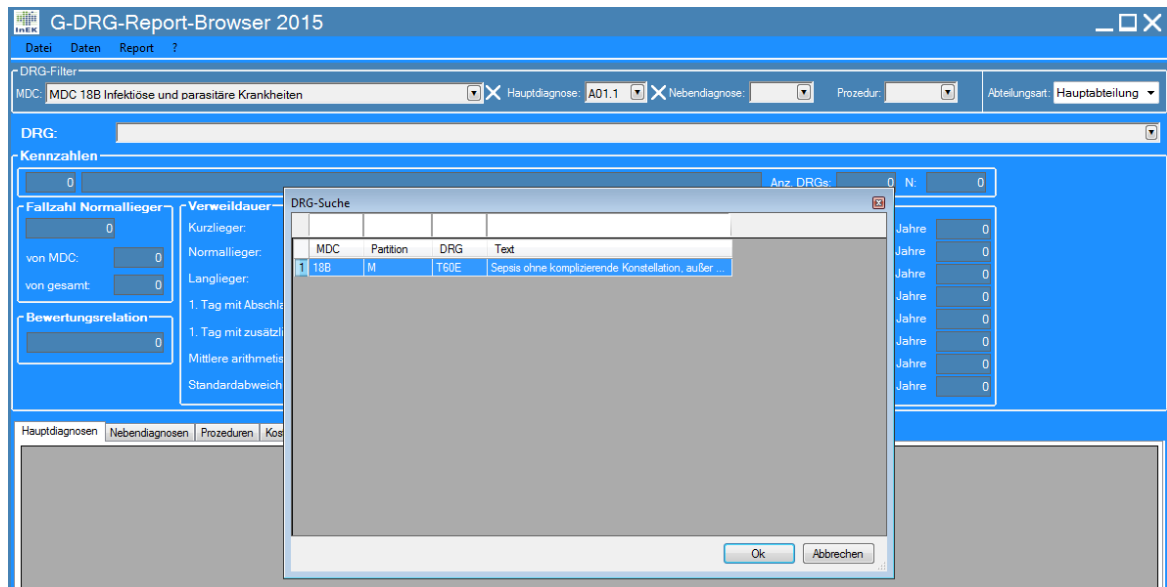 InEK G-DRG-Report-Browser 2015
Datei Daten Report ?
DRG-Filter
MDC: MDC 18B Infektiöse und parasitäre Krankheiten Hauptdiagnose: A01.1 Nebendiagnose: Prozedur: Abteilungsart: Hauptabteilung
DRG:
Kennzahlen
0 Anz. DRGs: 0 N: 0
Fallzahl Normallieger
0
von MDC: 0
von gesamt: 0
Bewertungsrelation
0
Verweildauer
Kurzlieger:
Normallieger:
Langlieger:
1. Tag mit Abschla
1. Tag mit zusätzli
Mittlere arithmetis
Standardabweich
DRG-Suche
MDC Partition DRG Text
1 18B M T60E Sepsis ohne komplizierende Konstellation, außer ...
Ok Abbrechen
Jahre 0
Jahre 0
Jahre 0
Jahre 0
Jahre 0
Jahre 0
Jahre 0
Jahre 0
Hauptdiagnosen Nebendiagnosen Prozeduren Kos